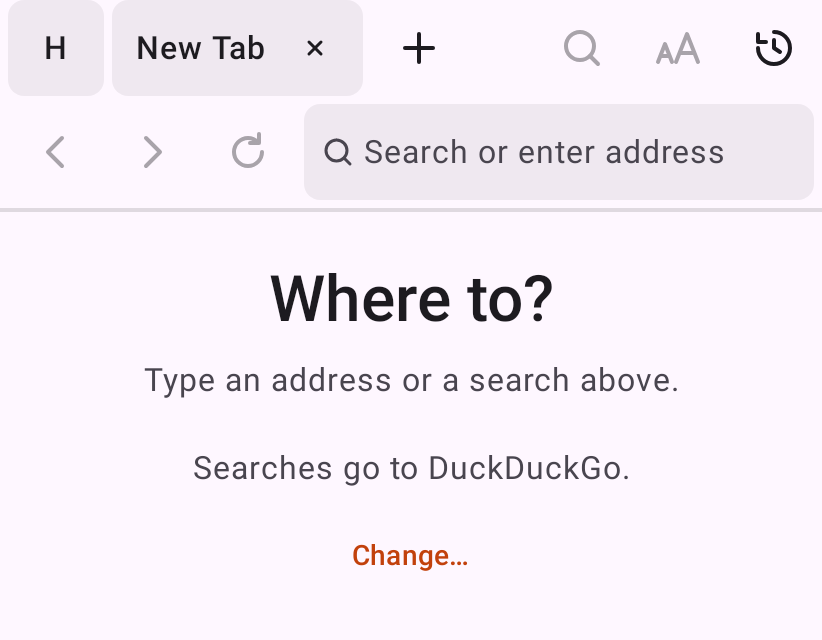 H
New Tab
Search or enter address
Where to?
Type an address or a search above.
Searches go to DuckDuckGo.
Change…